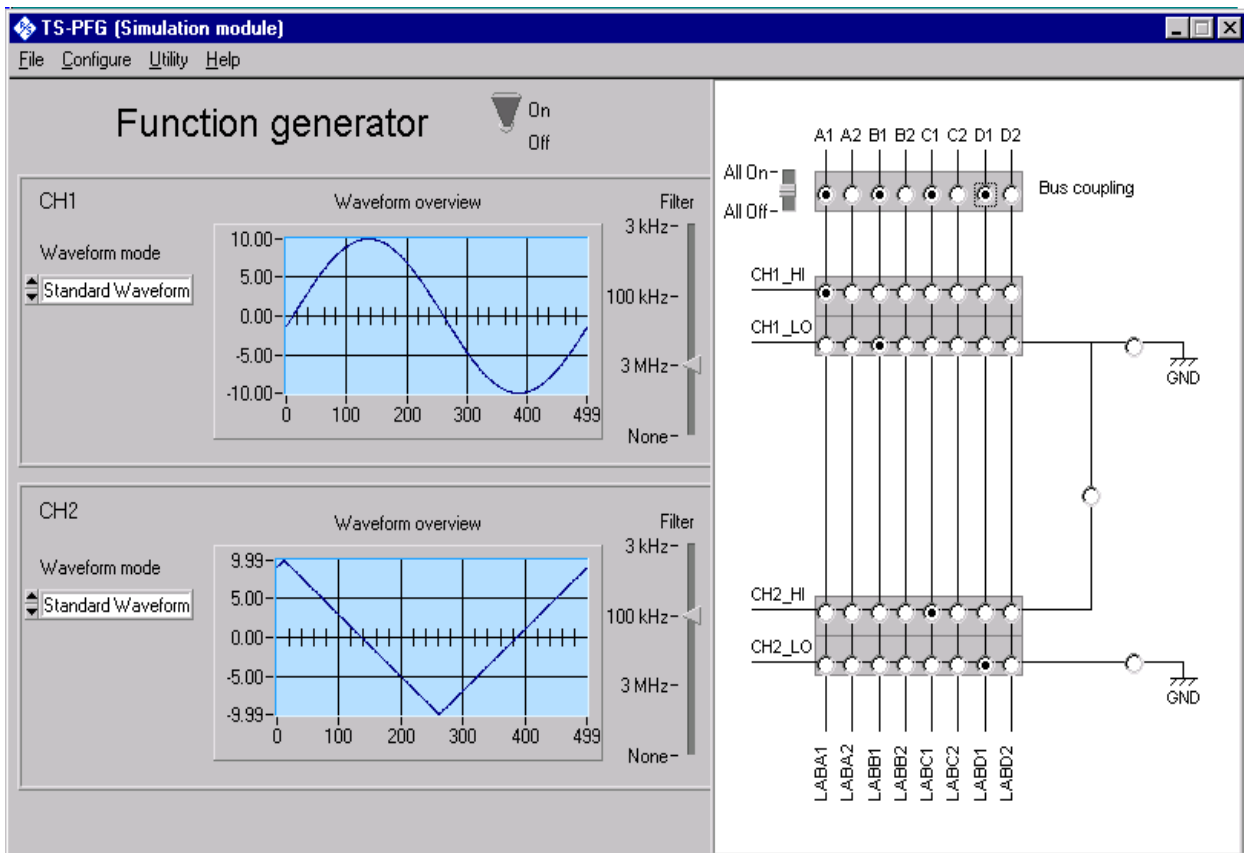 TS-PFG (Simulation module)
File Configure Utility Help
Function generator
On
Off
CH1
Waveform overview
Filter
Waveform mode
Standard Waveform
10.00
5.00
0.00
-5.00
-10.00
0 100 200 300 400 499
3 kHz
100 kHz
3 MHz
None
CH2
Waveform overview
Filter
Waveform mode
Standard Waveform
9.99
5.00
0.00
-5.00
-9.99
0 100 200 300 400 499
3 kHz
100 kHz
3 MHz
None
A1 A2 B1 B2 C1 C2 D1 D2
All On
All Off
Bus coupling
CH1_HI
CH1_LO
GND
CH2_HI
CH2_LO
GND
LABA1
LABA2
LABB1
LABB2
LABC1
LABC2
LABD1
LABD2